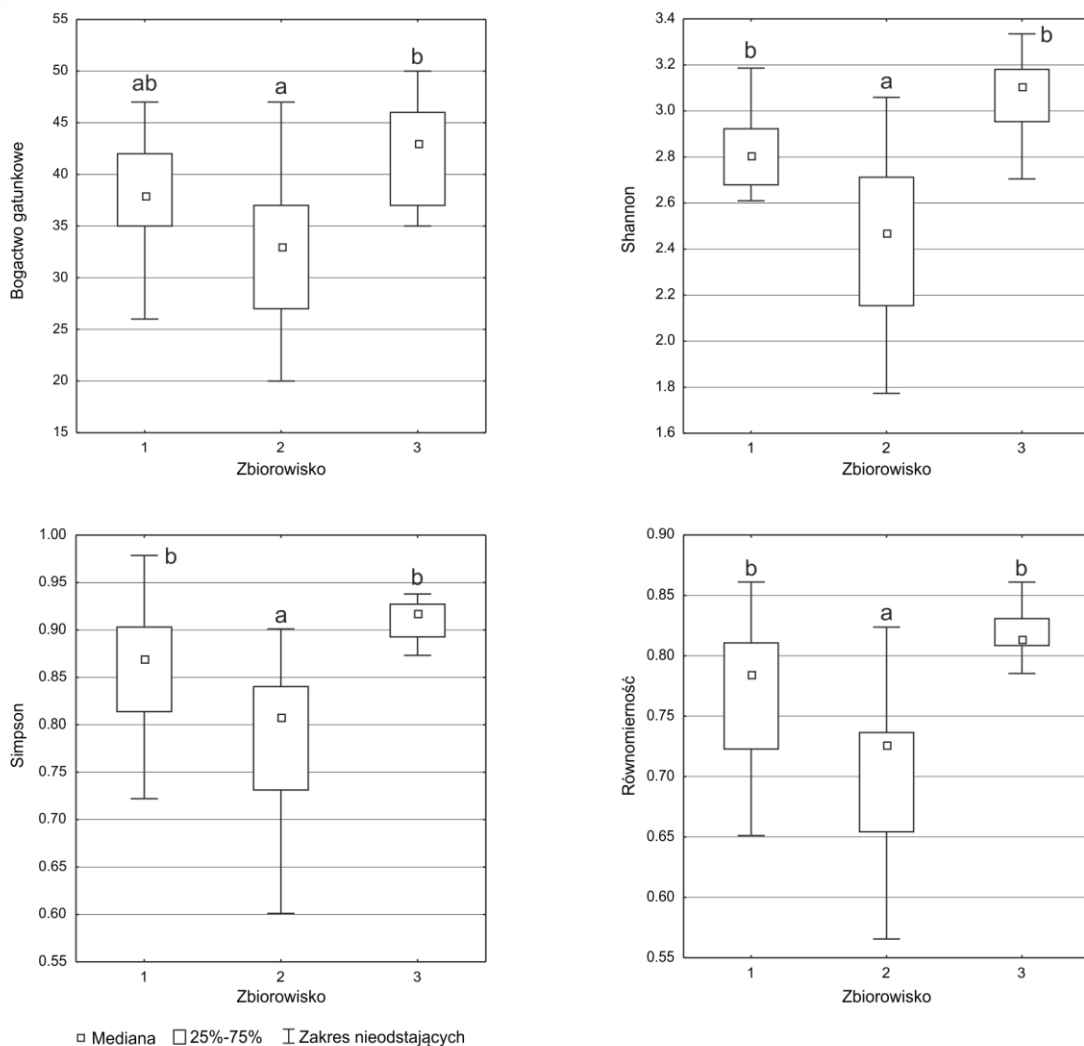 55
50
45
40
35
30
25
20
15
Bogactwo gatunkowe
ab
a
b
1 2 3
Zbiorowisko
3.4
3.2
3.0
2.8
2.6
2.4
2.2
2.0
1.8
1.6
Shannon
b
a
b
1 2 3
Zbiorowisko
1.00
0.95
0.90
0.85
0.80
0.75
0.70
0.65
0.60
0.55
Simpson
b
a
b
1 2 3
Zbiorowisko
0.90
0.85
0.80
0.75
0.70
0.65
0.60
0.55
Równomierność
b
a
b
1 2 3
Zbiorowisko
Mediana 25%-75% Zakres nieodstających